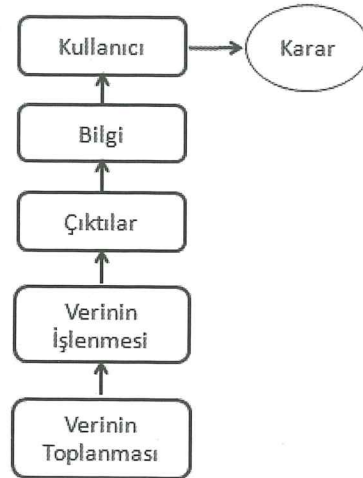 Kullanıcı
Karar
Bilgi
Çıktılar
Verinin
İşlenmesi
Verinin
Toplanması